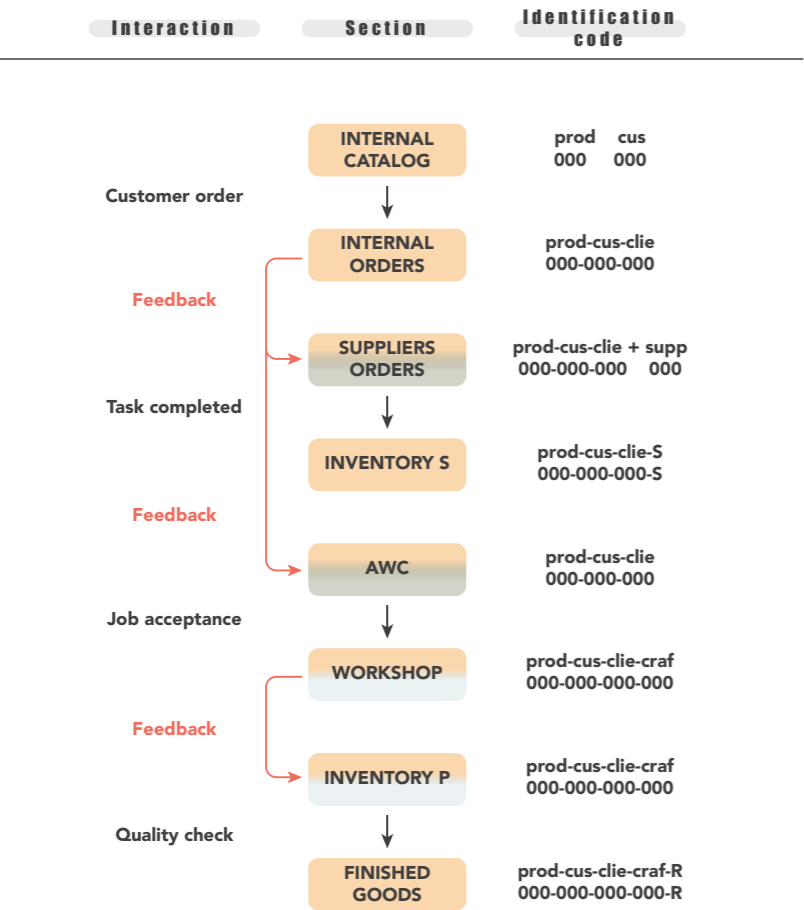 Interaction
Section
Identification
code
INTERNAL
CATALOG
prod cus
000 000
Customer order
INTERNAL
ORDERS
prod-cus-clie
000-000-000
Feedback
SUPPLIERS
ORDERS
prod-cus-clie + supp
000-000-000 000
Task completed
INVENTORY S
prod-cus-clie-S
000-000-000-S
Feedback
AWC
prod-cus-clie
000-000-000
Job acceptance
WORKSHOP
prod-cus-clie-craf
000-000-000-000
Feedback
INVENTORY P
prod-cus-clie-craf
000-000-000-000
Quality check
FINISHED
GOODS
prod-cus-clie-craf-R
000-000-000-000-R